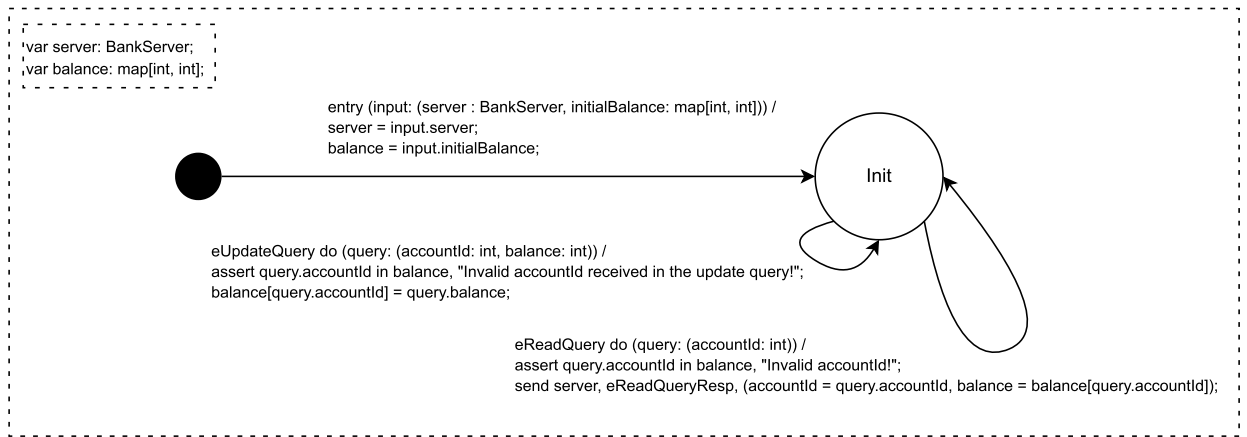 var server: BankServer;
var balance: map[int, int];
entry (input: (server : BankServer, initialBalance: map[int, int])) /
server = input.server;
balance = input.initialBalance;
Init
eUpdateQuery do (query: (accountId: int, balance: int)) /
assert query.accountId in balance, "Invalid accountId received in the update query!";
balance[query.accountId] = query.balance;
eReadQuery do (query: (accountId: int)) /
assert query.accountId in balance, "Invalid accountId!";
send server, eReadQueryResp, (accountId = query.accountId, balance = balance[query.accountId]);